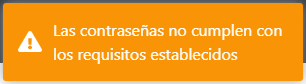 Las contraseñas no cumplen con
los requisitos establecidos